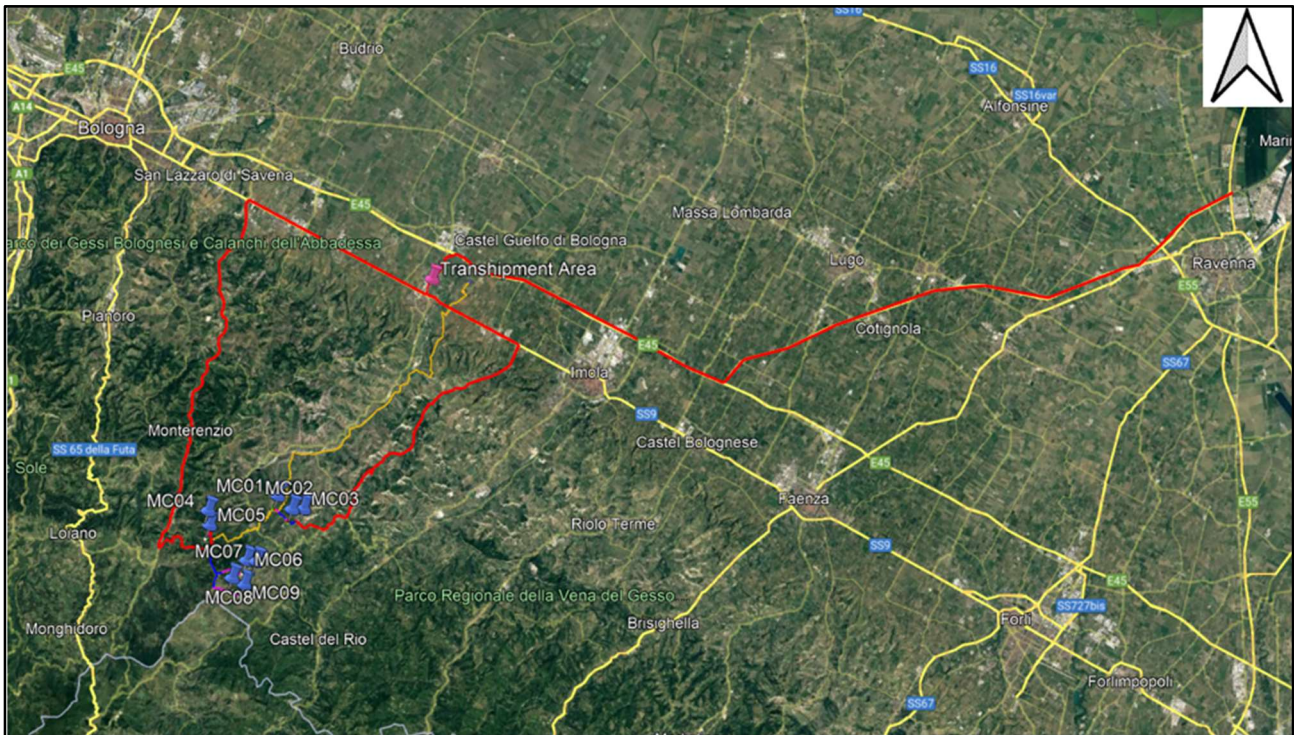 SS16
Budrio
E45
SS16
SS16var
Alfonsine
A14
Bologna
A1
San Lazzaro di Savena
E45
Massa Lombarda
arco dei Gessi Bolognesi e Calanchi dell'Abbadessa
Castel Guelfo di Bologna
Transhipment Area
Lugo
Ravenna
E55
Pianoro
Cotignola
E45
SS67
Imola
SS9
Monterenzio
Castel Bolognese
SS 65 della Futa
E45
e Sole
MC01
MC02
MC03
MC04
MC05
Faenza
E55
Loiano
Riolo Terme
SS9
MC07
MC06
MC08
MC09
Parco Regionale della Vena del Gesso
E45
SS727bis
Monghidoro
Castel del Rio
Brisighella
Forlì
Forlimpopoli
SS67